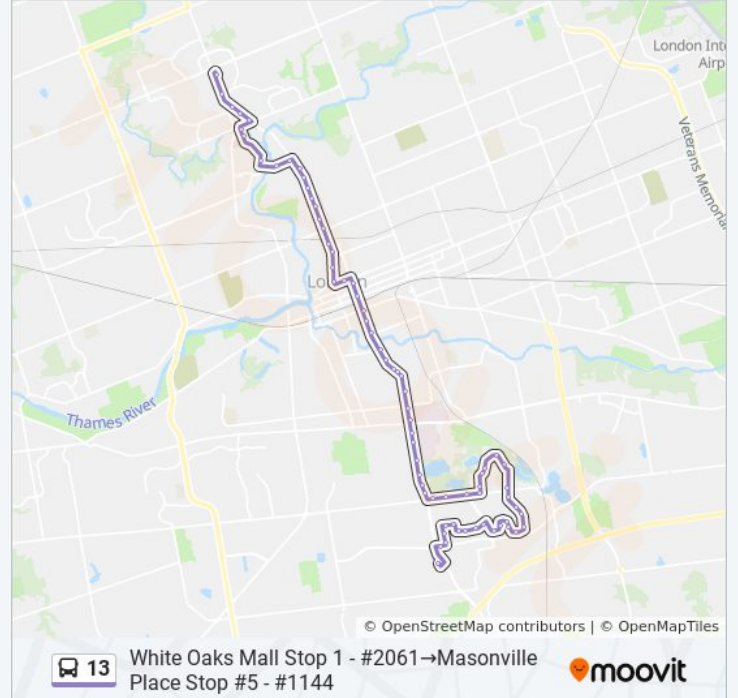 London Int
Airp
Veterans Memoria
London
Thames River
© OpenStreetMap contributors | © OpenMapTiles
13
White Oaks Mall Stop 1 - #2061→Masonville
Place Stop #5 - #1144
moovit